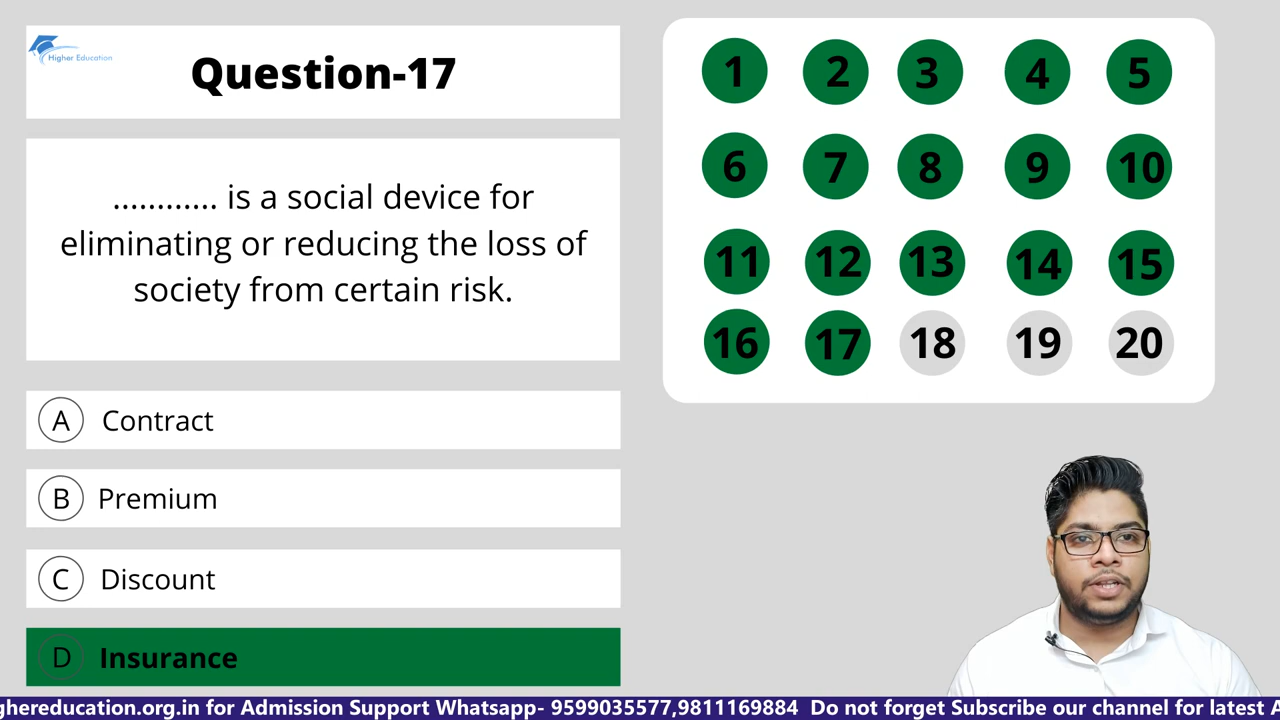 Higher Education
Question-17
............ is a social device for
eliminating or reducing the loss of
society from certain risk.
A Contract
B Premium
C Discount
D Insurance
1 2 3 4 5
6 7 8 9 10
11 12 13 14 15
16 17 18 19 20
ghereducation.org.in for Admission Support Whatsapp- 9599035577,9811169884 Do not forget Subscribe our channel for latest A